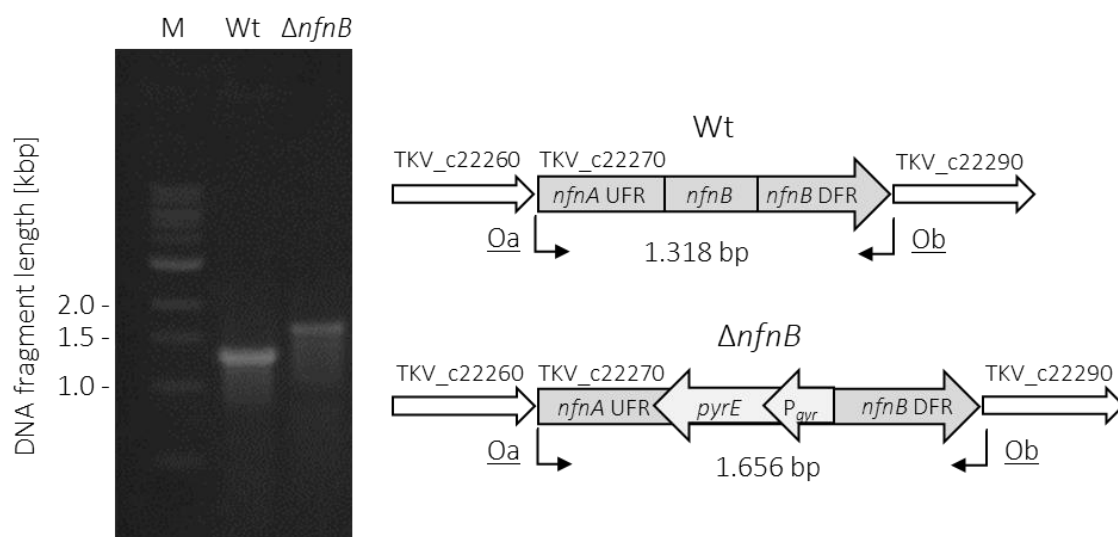 M Wt ΔnfnB
DNA fragment length [kbp]
2.0 -
1.5 -
1.0 -
Wt
TKV_c22260 TKV_c22270 TKV_c22290
nfnA UFR nfnB nfnB DFR
Oa 1.318 bp Ob
ΔnfnB
TKV_c22260 TKV_c22270 TKV_c22290
nfnA UFR pyrE Pgyr nfnB DFR
Oa 1.656 bp Ob